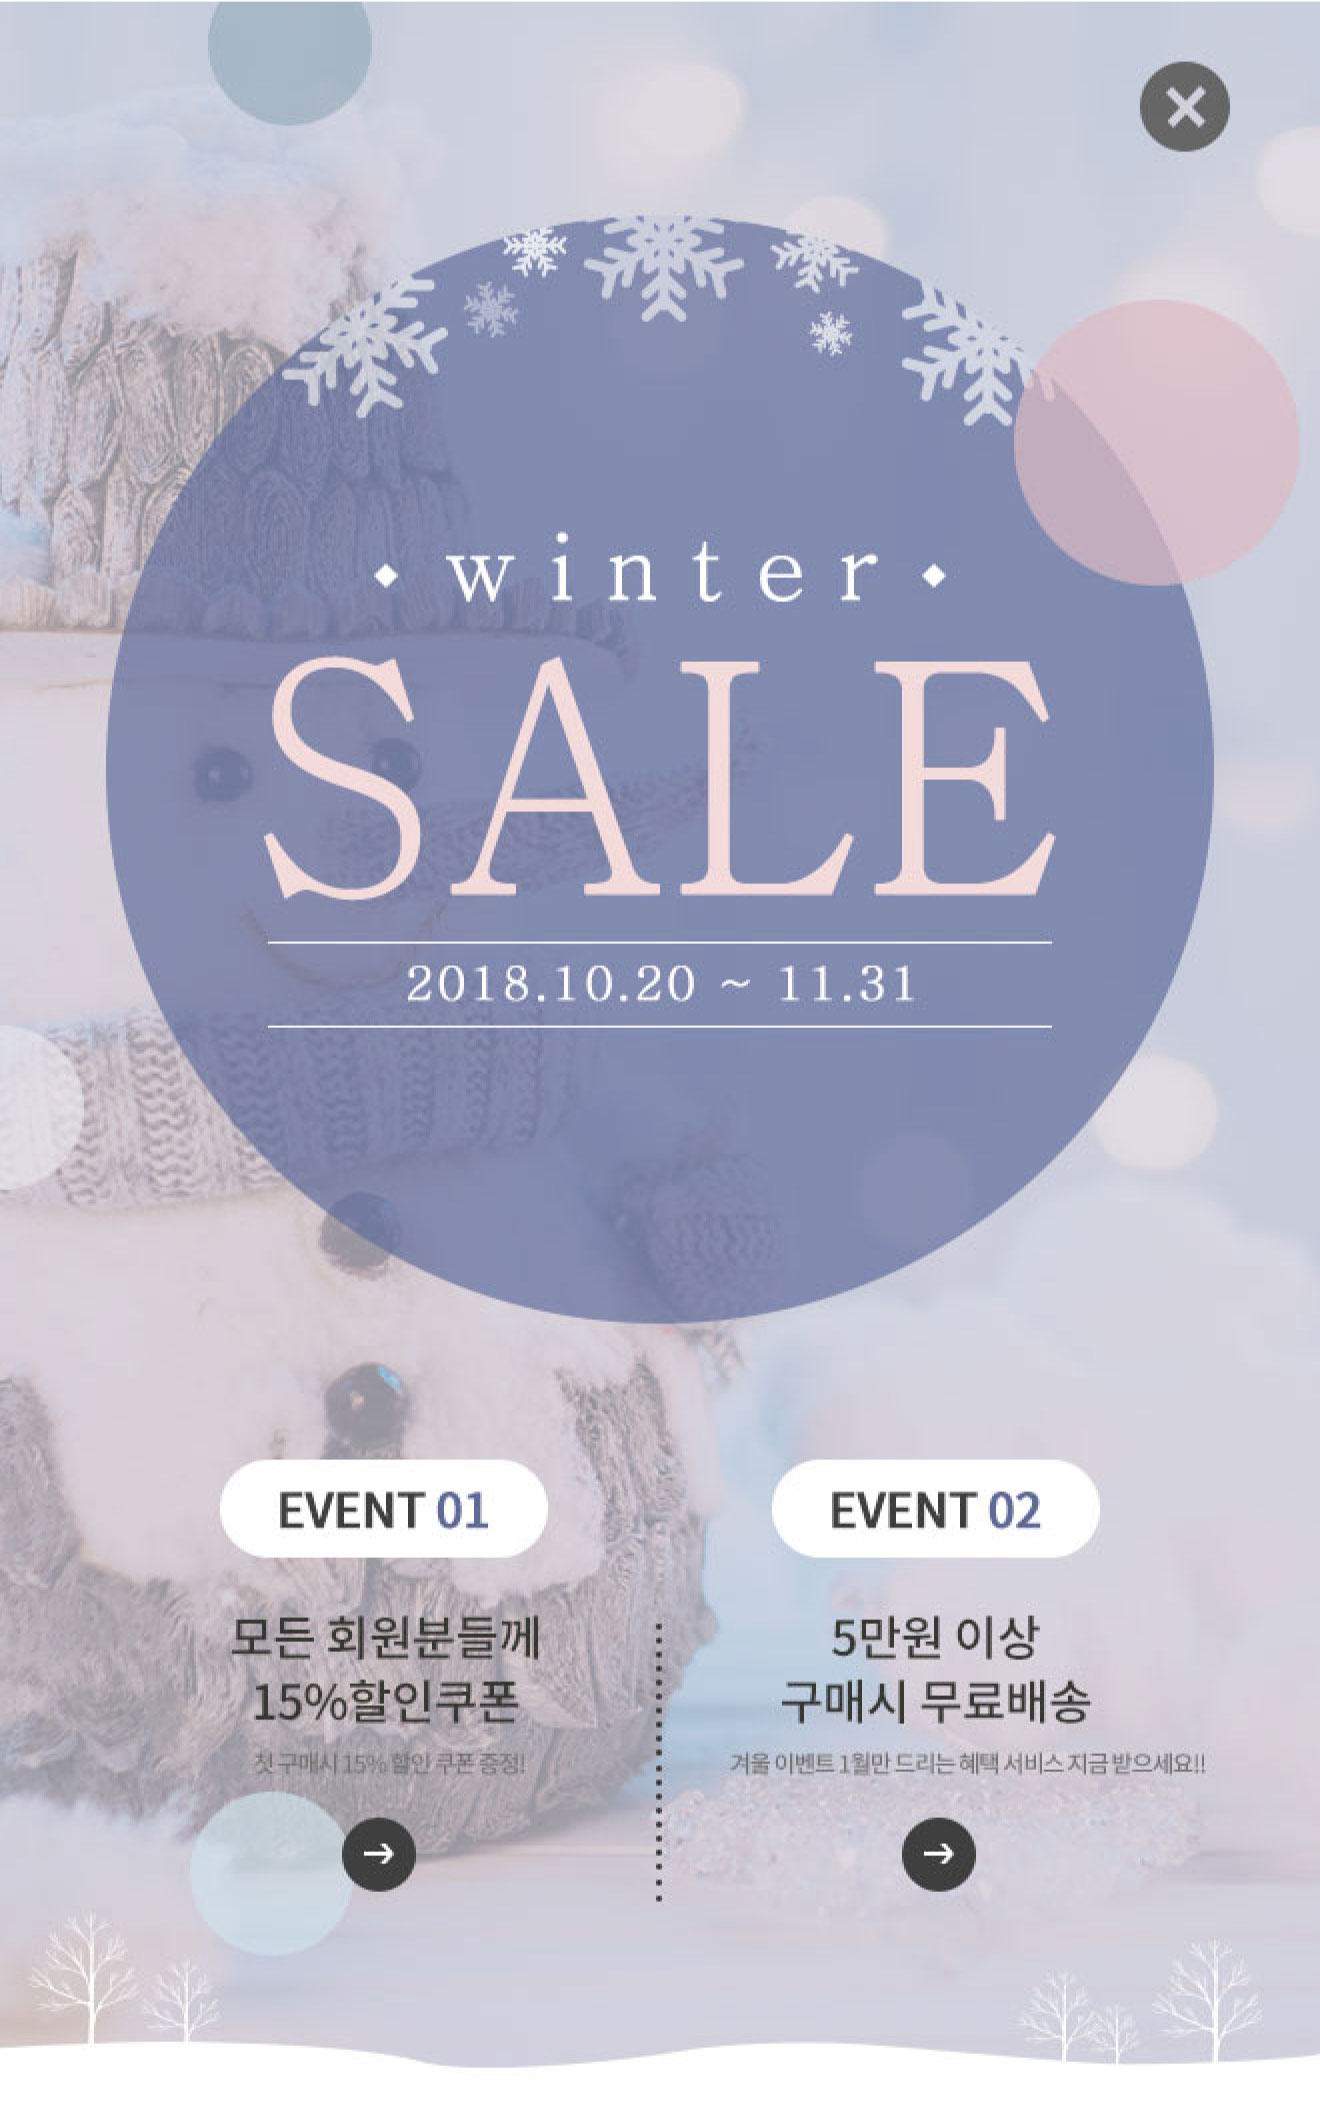 winter
SALE
2018.10.20 ~ 11.31
EVENT 01
모든 회원분들께
15%할인쿠폰
첫 구매시 15% 할인 쿠폰 증정!
EVENT 02
5만원 이상
구매시 무료배송
겨울 이벤트 1월만 드리는 혜택 서비스 지금 받으세요!!